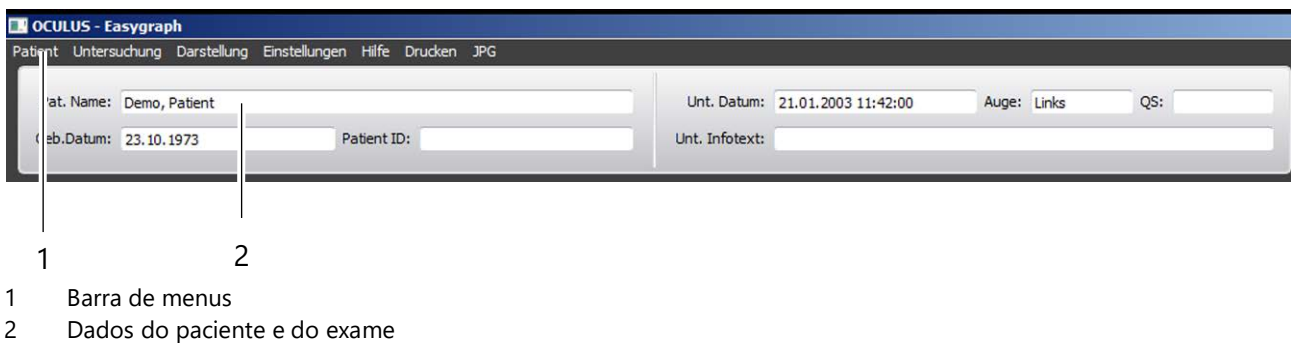 OCULUS - Easygraph
Patient Untersuchung Darstellung Einstellungen Hilfe Drucken JPG
Pat. Name: Demo, Patient Unt. Datum: 21.01.2003 11:42:00 Auge: Links QS:
Geb.Datum: 23.10.1973 Patient ID: Unt. Infotext:
1 2
1 Barra de menus
2 Dados do paciente e do exame